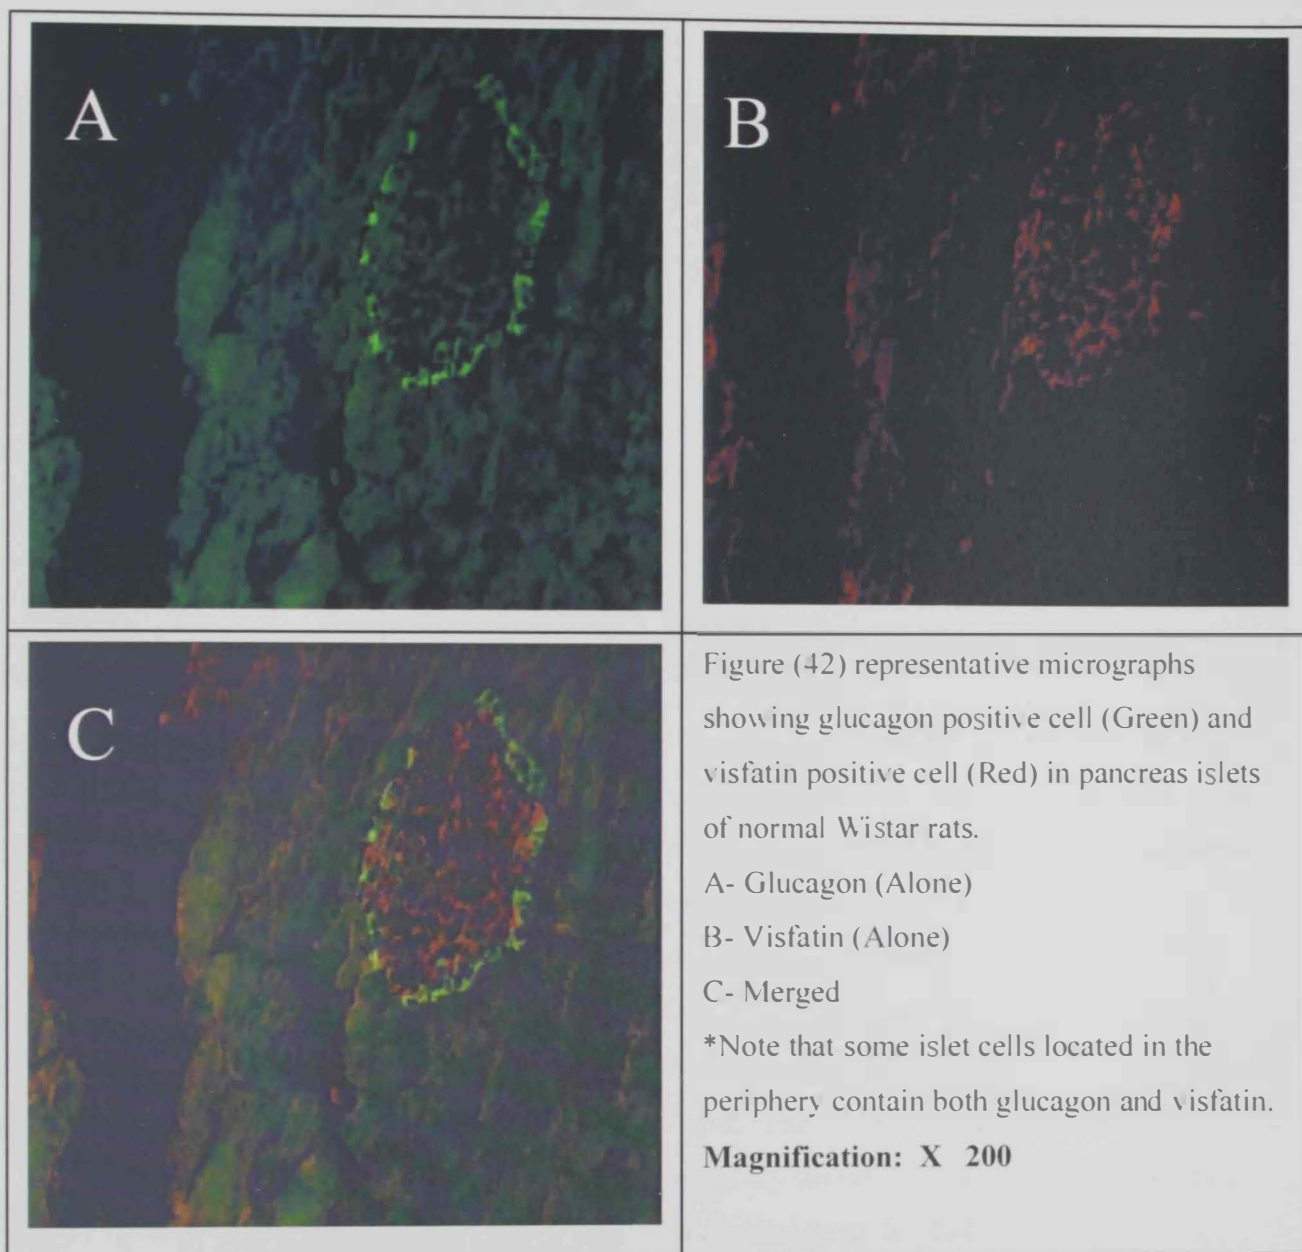 A
B
C
Figure (42) representative micrographs
showing glucagon positive cell (Green) and
visfatin positive cell (Red) in pancreas islets
of normal Wistar rats.
A- Glucagon (Alone)
B- Visfatin (Alone)
C- Merged
*Note that some islet cells located in the
periphery contain both glucagon and visfatin.
Magnification: X 200